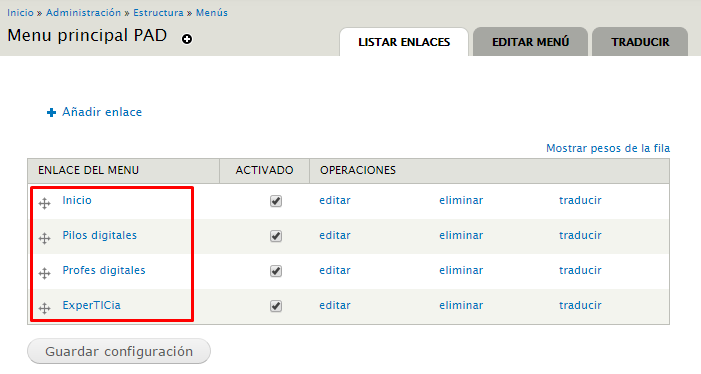 Inicio » Administración » Estructura » Menús
Menu principal PAD
LISTAR ENLACES EDITAR MENÚ TRADUCIR
Añadir enlace
Mostrar pesos de la fila
ENLACE DEL MENU ACTIVADO OPERACIONES
Inicio editar eliminar traducir
Pilos digitales editar eliminar traducir
Profes digitales editar eliminar traducir
ExperTICia editar eliminar traducir
Guardar configuración